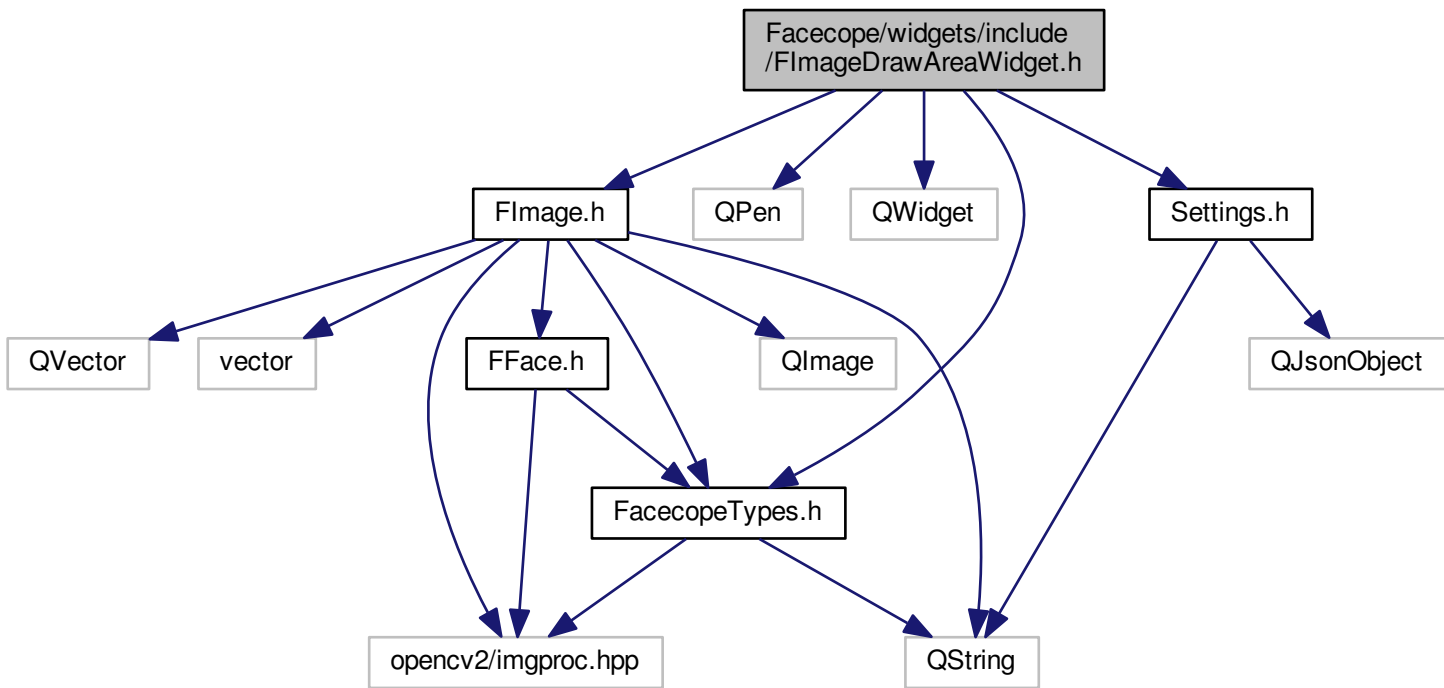 Facecope/widgets/include
/FImageDrawAreaWidget.h
FImage.h
QPen
QWidget
Settings.h
QVector
vector
FFace.h
QImage
QJsonObject
FacecopeTypes.h
opencv2/imgproc.hpp
QString